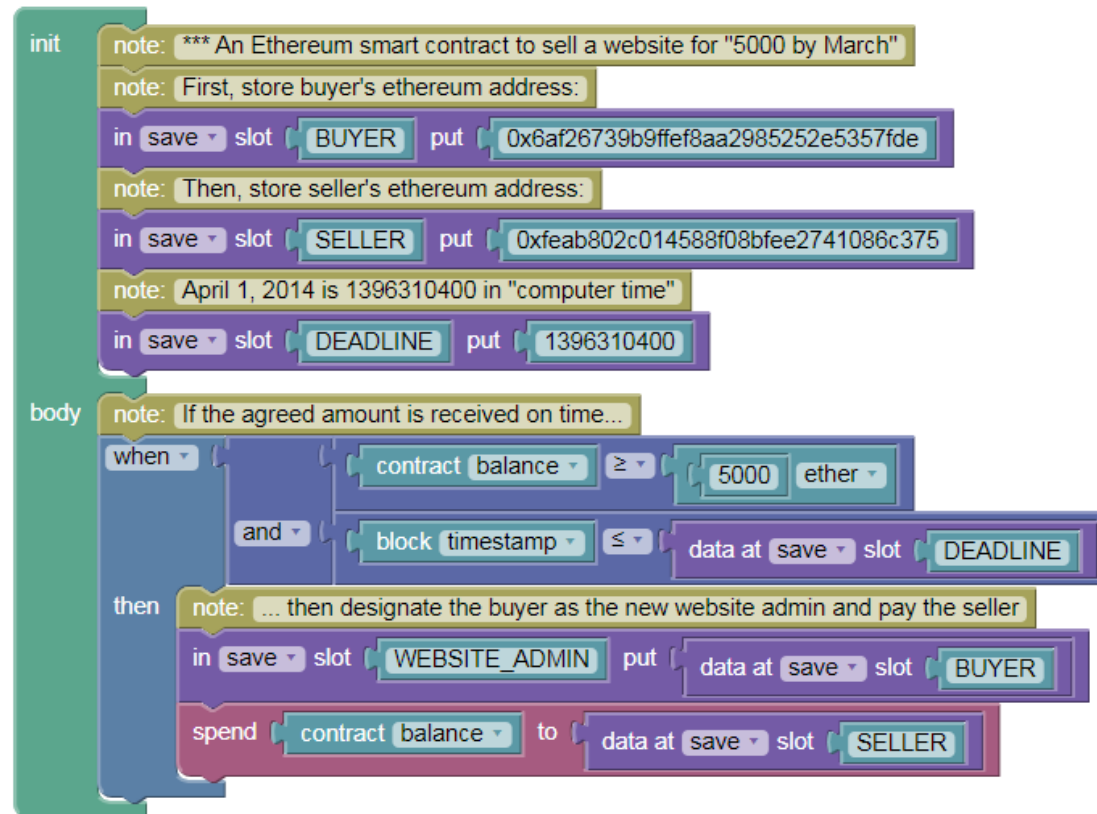 init note: *** An Ethereum smart contract to sell a website for "5000 by March"
note: First, store buyer's ethereum address:
in save slot BUYER put 0x6af26739b9ffef8aa2985252e5357fde
note: Then, store seller's ethereum address:
in save slot SELLER put 0xfeab802c014588f08bfee2741086c375
note: April 1, 2014 is 1396310400 in "computer time"
in save slot DEADLINE put 1396310400
body note: If the agreed amount is received on time...
when contract balance ≥ 5000 ether
and block timestamp ≤ data at save slot DEADLINE
then note: ... then designate the buyer as the new website admin and pay the seller
in save slot WEBSITE_ADMIN put data at save slot BUYER
spend contract balance to data at save slot SELLER